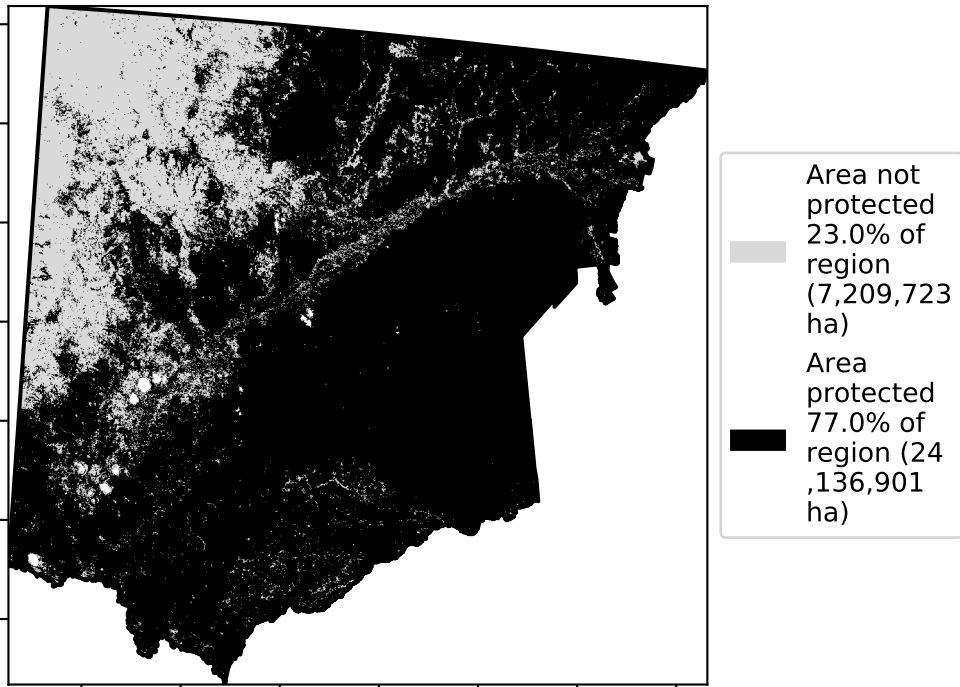 Area not
protected
23.0% of
region
(7,209,723
ha)
Area
protected
77.0% of
region (24
,136,901
ha)